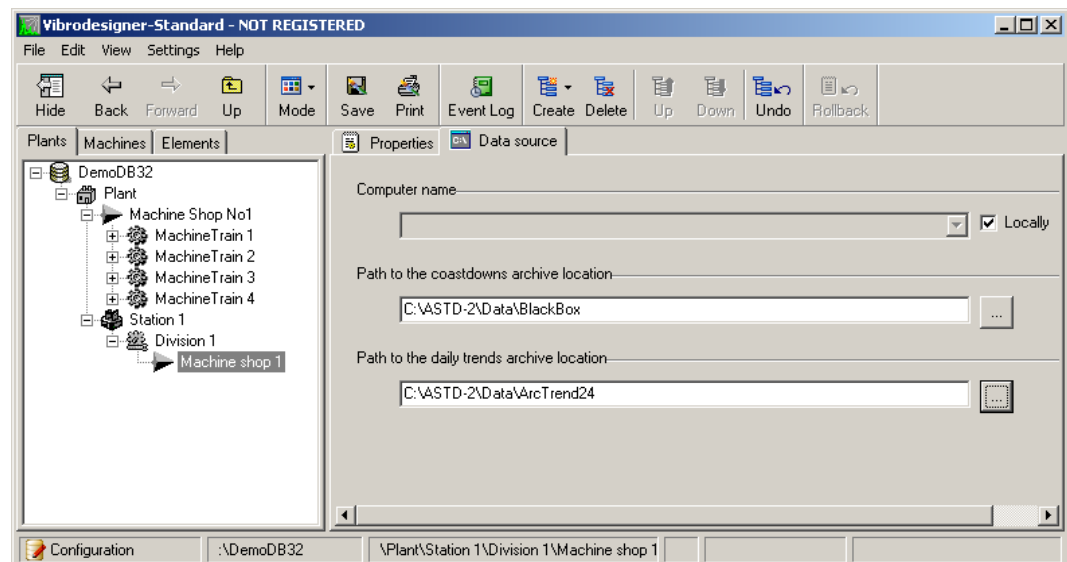 Vibrodesigner-Standard - NOT REGISTERED
File Edit View Settings Help
Hide Back Forward Up Mode Save Print Event Log Create Delete Up Down Undo Rollback
Plants Machines Elements
Properties Data source
DemoDB32
Plant
Machine Shop No1
MachineTrain 1
MachineTrain 2
MachineTrain 3
MachineTrain 4
Station 1
Division 1
Machine shop 1
Computer name
Locally
Path to the coastdowns archive location
C:\ASTD-2\Data\BlackBox
...
Path to the daily trends archive location
C:\ASTD-2\Data\ArcTrend24
...
Configuration :\DemoDB32 \Plant\Station 1\Division 1\Machine shop 1